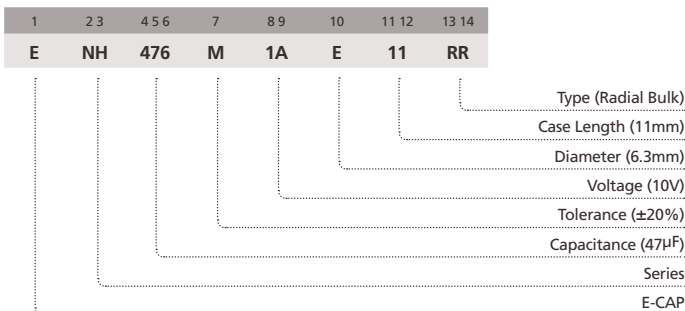 1 2 3 4 5 6 7 8 9 10 11 12 13 14
E NH 476 M 1A E 11 RR
Type (Radial Bulk)
Case Length (11mm)
Diameter (6.3mm)
Voltage (10V)
Tolerance (±20%)
Capacitance (47µF)
Series
E-CAP